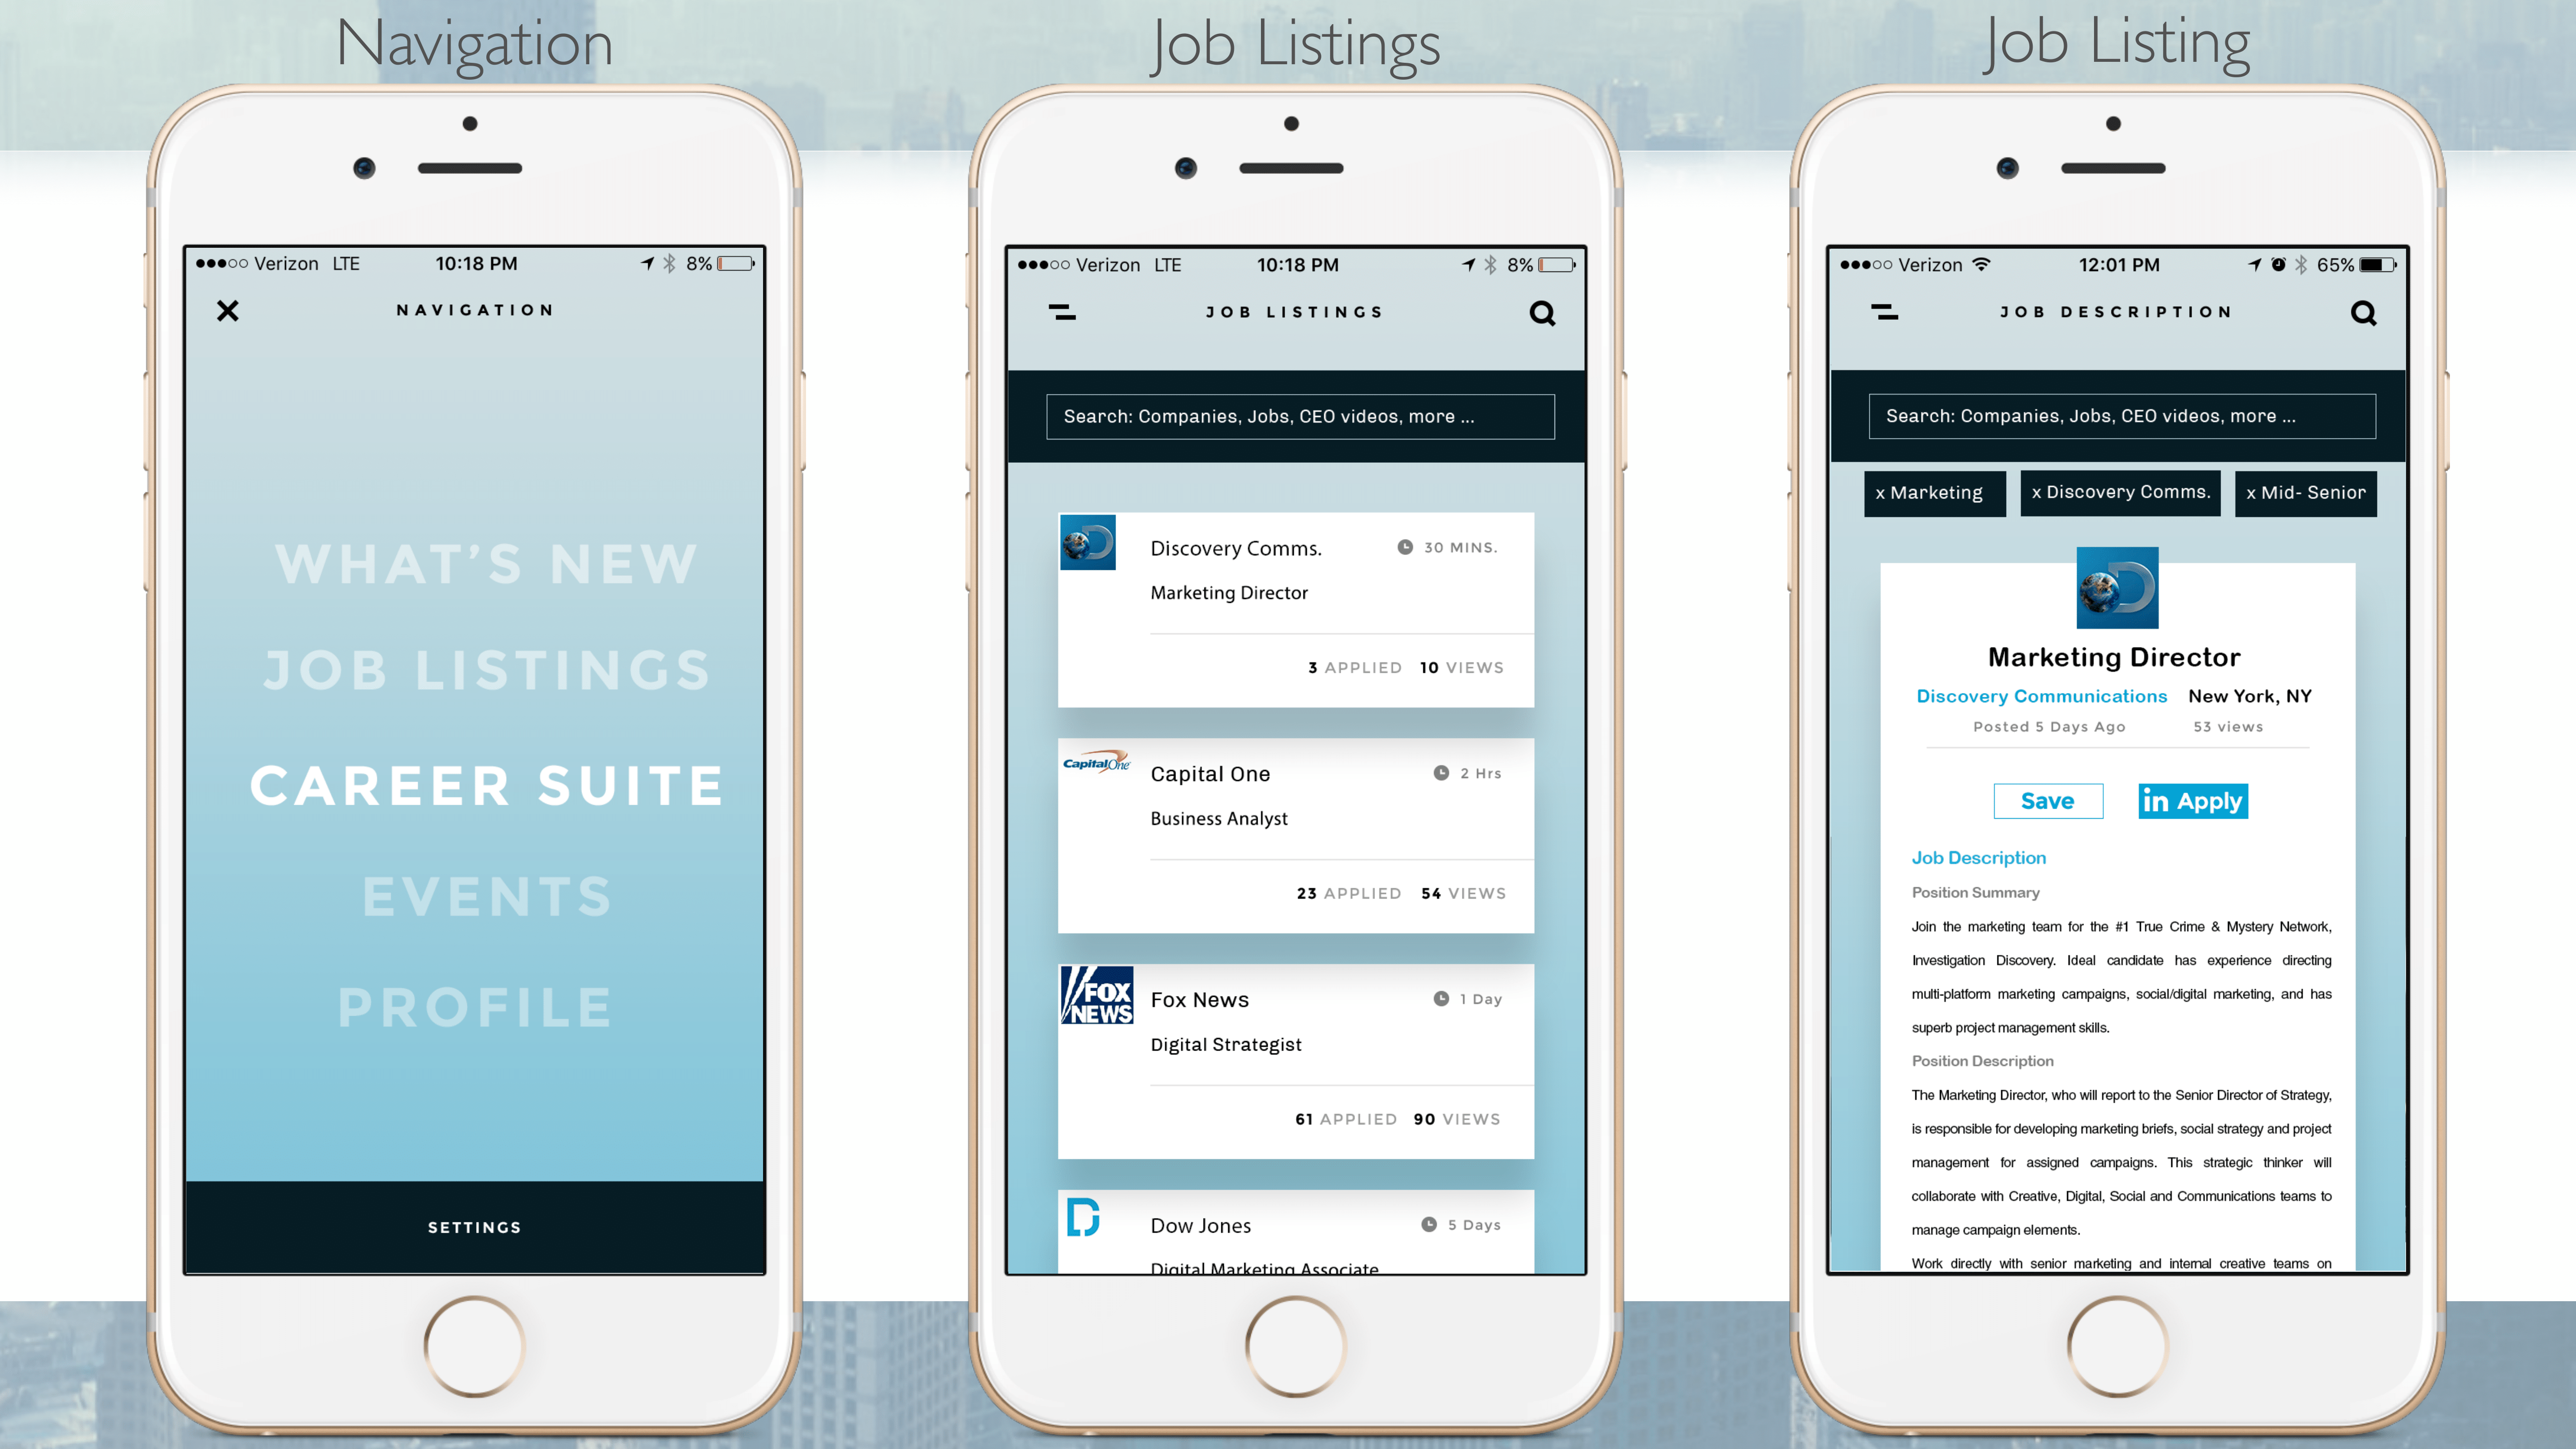 Navigation
Verizon LTE 10:18 PM 8%
NAVIGATION
WHAT'S NEW
JOB LISTINGS
CAREER SUITE
EVENTS
PROFILE
SETTINGS
Job Listings
Verizon LTE 10:18 PM 8%
JOB LISTINGS
Search: Companies, Jobs, CEO videos, more ...
Discovery Comms. 30 MINS.
Marketing Director
3 APPLIED 10 VIEWS
CapitalOne
Capital One 2 Hrs
Business Analyst
23 APPLIED 54 VIEWS
FOX
NEWS
Fox News 1 Day
Digital Strategist
61 APPLIED 90 VIEWS
Dow Jones 5 Days
Digital Marketing Associate
Job Listing
Verizon 12:01 PM 65%
JOB DESCRIPTION
Search: Companies, Jobs, CEO videos, more ...
x Marketing x Discovery Comms. x Mid- Senior
D
Marketing Director
Discovery Communications New York, NY
Posted 5 Days Ago 53 views
Save in Apply
Job Description
Position Summary
Join the marketing team for the #1 True Crime & Mystery Network,
Investigation Discovery. Ideal candidate has experience directing
multi-platform marketing campaigns, social/digital marketing, and has
superb project management skills.
Position Description
The Marketing Director, who will report to the Senior Director of Strategy,
is responsible for developing marketing briefs, social strategy and project
management for assigned campaigns. This strategic thinker will
collaborate with Creative, Digital, Social and Communications teams to
manage campaign elements.
Work directly with senior marketing and internal creative teams on